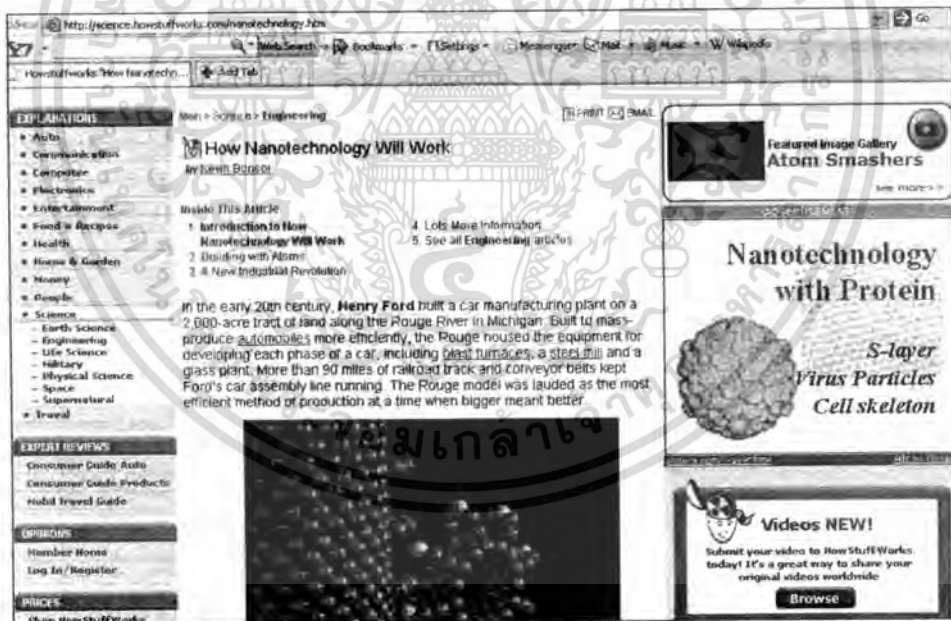 http://science.howstuffworks.com/nanotechnology.htm
Go
Web Search
Bookmarks
Settings
Messenger
Mail
Music
Wikipedia
Howstuffworks "How Nanotechn...
Add Tab
EXPLANATIONS
Auto
Communication
Computer
Electronics
Entertainment
Food & Recipes
Health
Home & Garden
Money
People
Science
– Earth Science
– Engineering
– Life Science
– Military
– Physical Science
– Space
– Supernatural
Travel
EXPERT REVIEWS
Consumer Guide Auto
Consumer Guide Products
Mobil Travel Guide
OPINIONS
Member Home
Log In / Register
PRICES
Shop HowStuffWorks
Main > Science > Engineering
PRINT EMAIL
How Nanotechnology Will Work
by Kevin Bonsor
Inside This Article
1 Introduction to How
Nanotechnology Will Work
2 Building with Atoms
3 A New Industrial Revolution
4 Lots More Information
5 See all Engineering articles
In the early 20th century, Henry Ford built a car manufacturing plant on a
2,000-acre tract of land along the Rouge River in Michigan. Built to mass-
produce automobiles more efficiently, the Rouge housed the equipment for
developing each phase of a car, including blast furnaces, a steel mill and a
glass plant. More than 90 miles of railroad track and conveyor belts kept
Ford's car assembly line running. The Rouge model was lauded as the most
efficient method of production at a time when bigger meant better.
Featured Image Gallery
Atom Smashers
see more >
Nanotechnology
with Protein
S-layer
Virus Particles
Cell skeleton
Videos NEW!
Submit your video to HowStuffWorks
today! It's a great way to share your
original videos worldwide
Browse